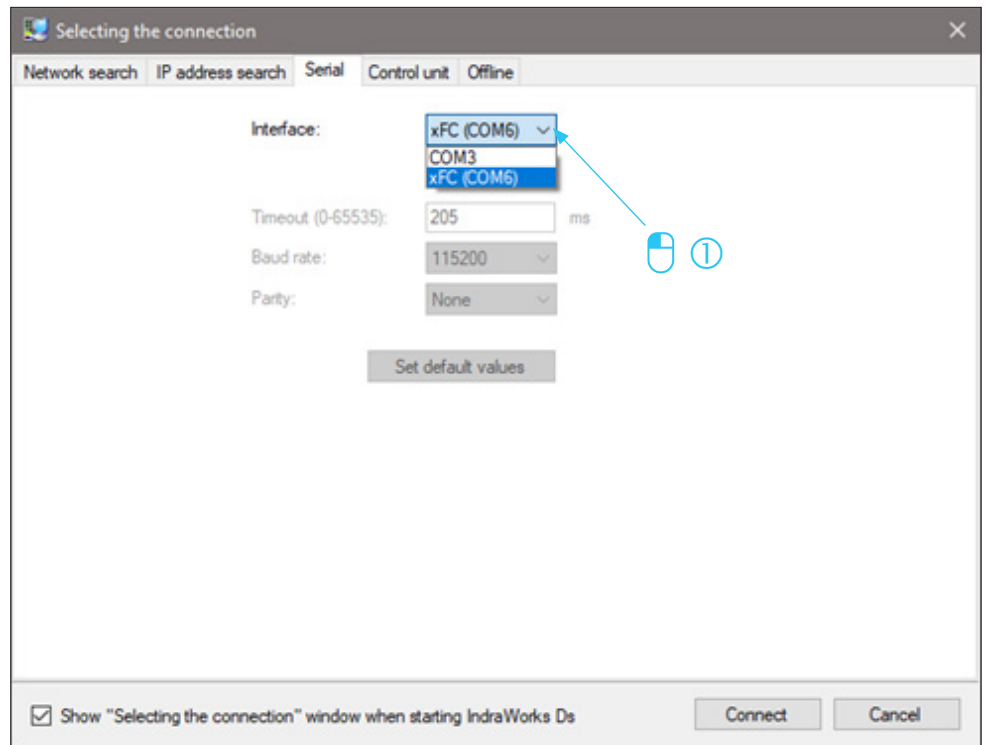 Selecting the connection
Network search IP address search Serial Control unit Offline
Interface: xFC (COM6)
COM3
xFC (COM6)
Timeout (0-65535): 205 ms
Baud rate: 115200
Parity: None
Set default values
①
Show "Selecting the connection" window when starting IndraWorks Ds Connect Cancel